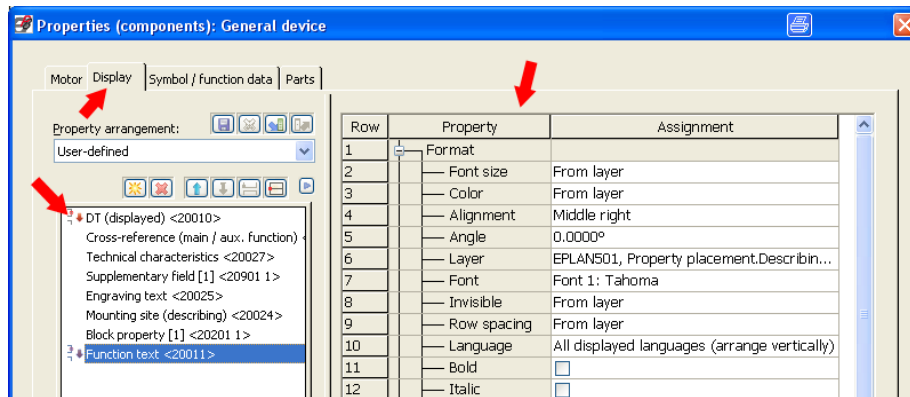 Properties (components): General device
Motor Display Symbol / function data Parts
Property arrangement:
User-defined
DT (displayed) <20010>
Cross-reference (main / aux. function)
Technical characteristics <20027>
Supplementary field [1] <20901 1>
Engraving text <20025>
Mounting site (describing) <20024>
Block property [1] <20201 1>
Function text <20011>
Row Property Assignment
1 Format
2 Font size From layer
3 Color From layer
4 Alignment Middle right
5 Angle 0.0000°
6 Layer EPLAN501, Property placement.Describin...
7 Font Font 1: Tahoma
8 Invisible From layer
9 Row spacing From layer
10 Language All displayed languages (arrange vertically)
11 Bold
12 Italic